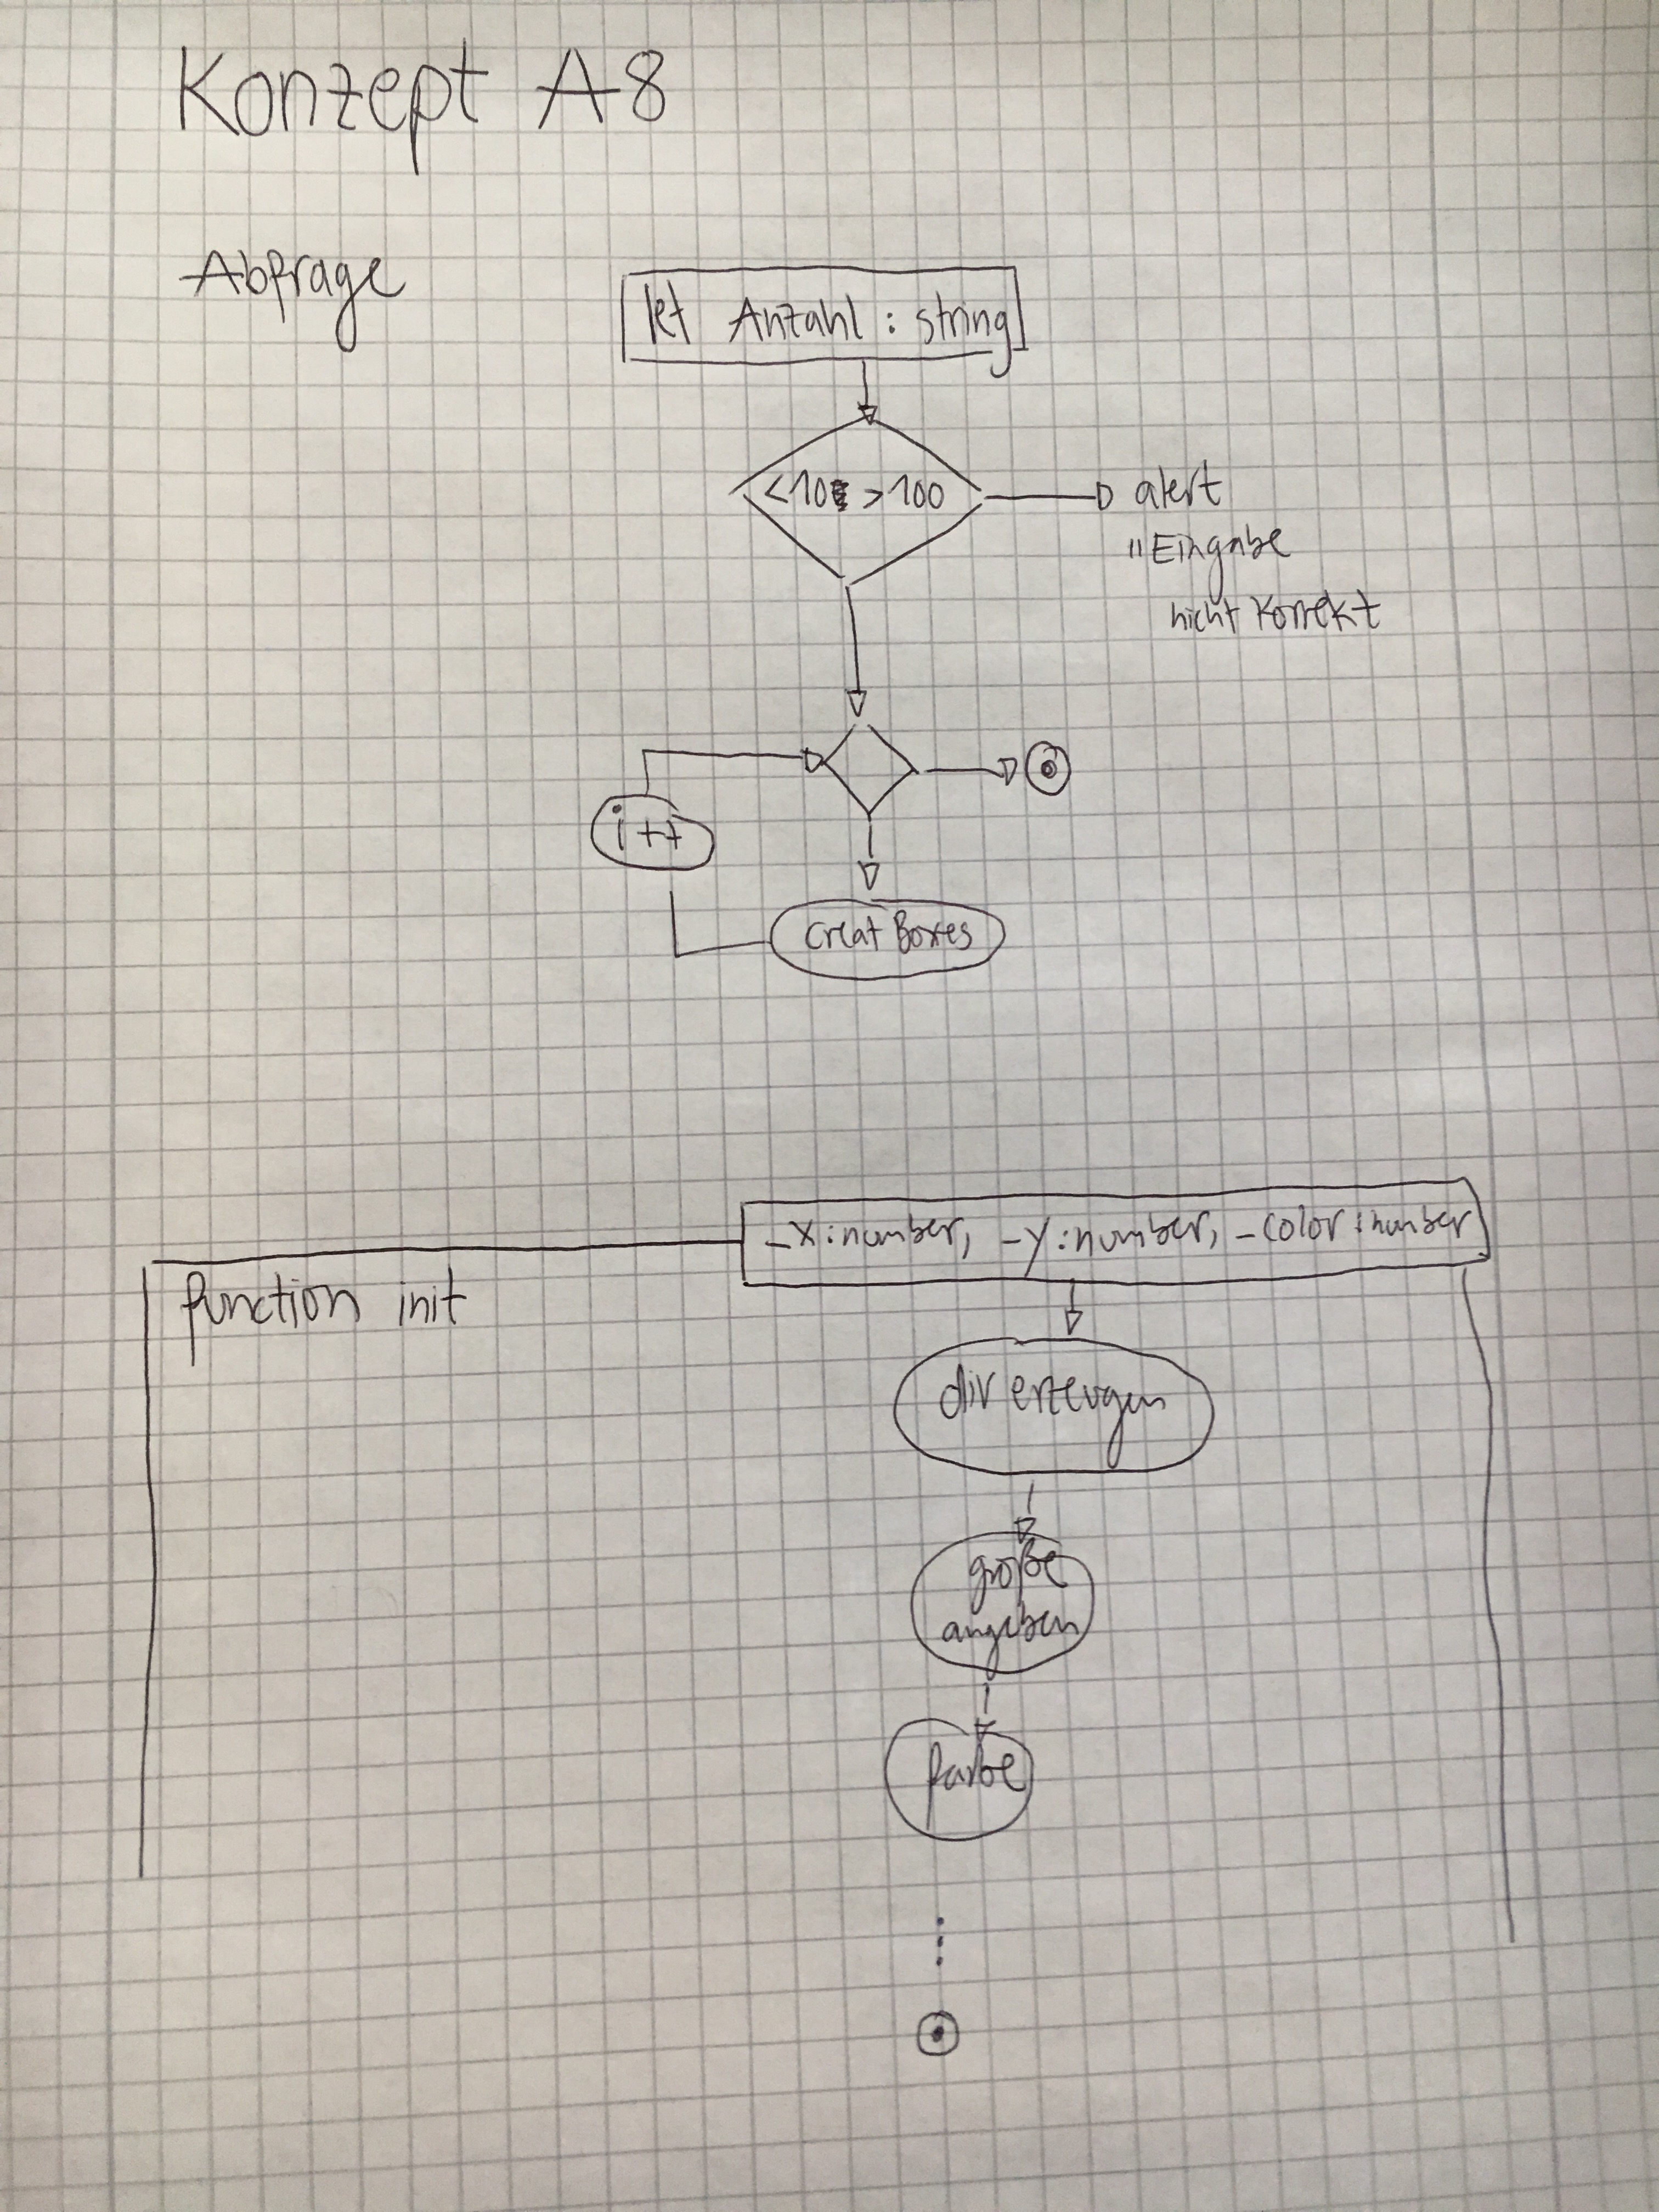 Konzept A8
Abfrage
let Anzahl : string
<10 >100
alert
"Eingabe
nicht korrekt
i++
creat Boxes
_x:number, _y:number, _color:number
function init
div erzeugen
große
angeben
farbe